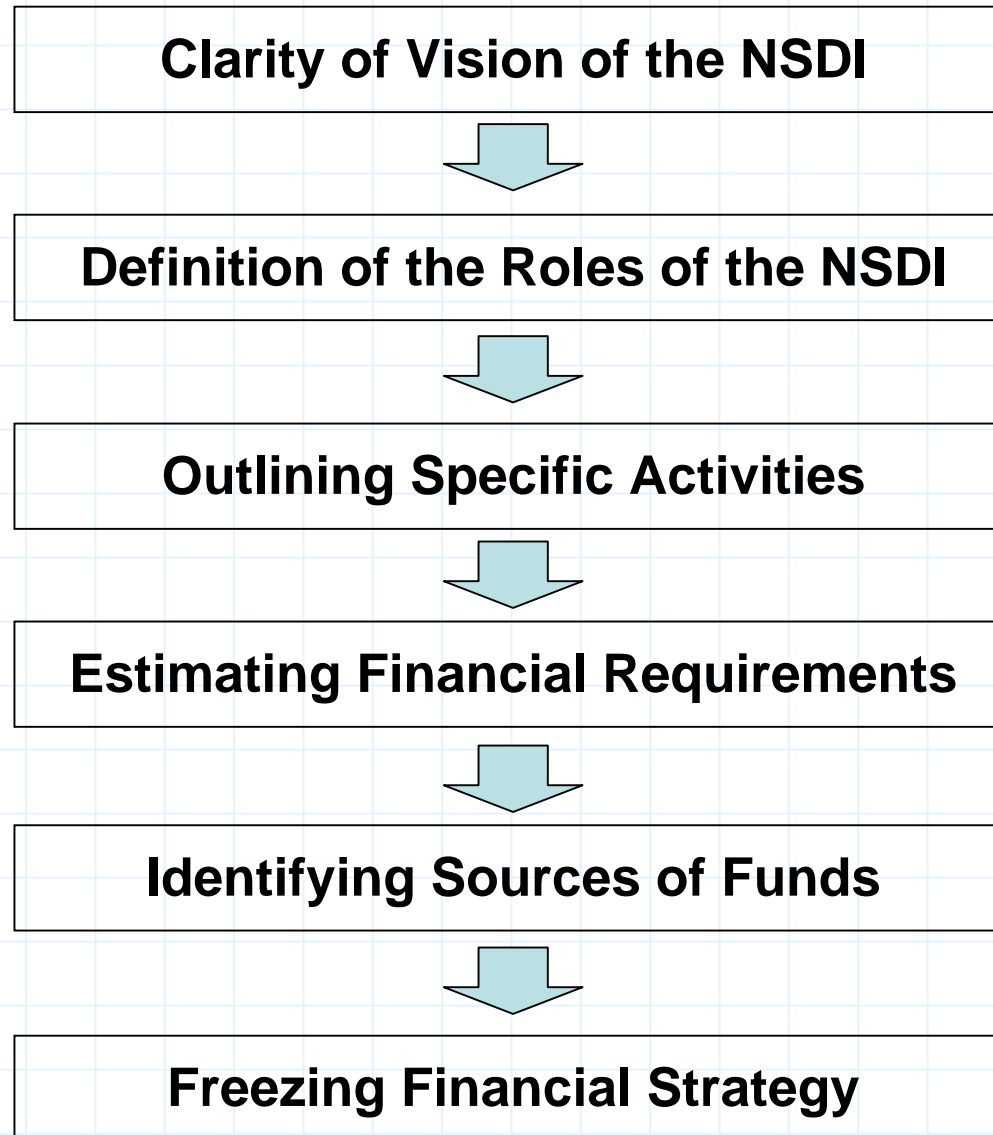 Clarity of Vision of the NSDI
Definition of the Roles of the NSDI
Outlining Specific Activities
Estimating Financial Requirements
Identifying Sources of Funds
Freezing Financial Strategy